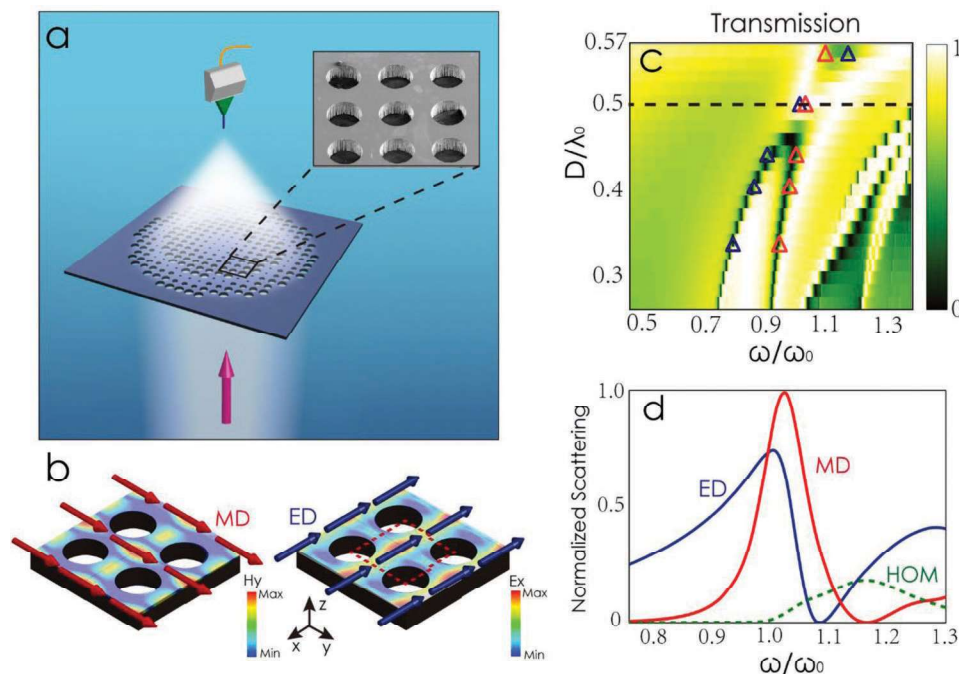 a
Transmission
C
0.57
0.5
0.4
0.3
D/λ₀
0.5 0.7 0.9 1.1 1.3
ω/ω₀
1
0
b
MD
Hy
Max
Min
ED
Ex
Max
Min
z
x y
d
1.0
0.5
0
Normalized Scattering
ED
MD
HOM
0.8 0.9 1.0 1.1 1.2 1.3
ω/ω₀